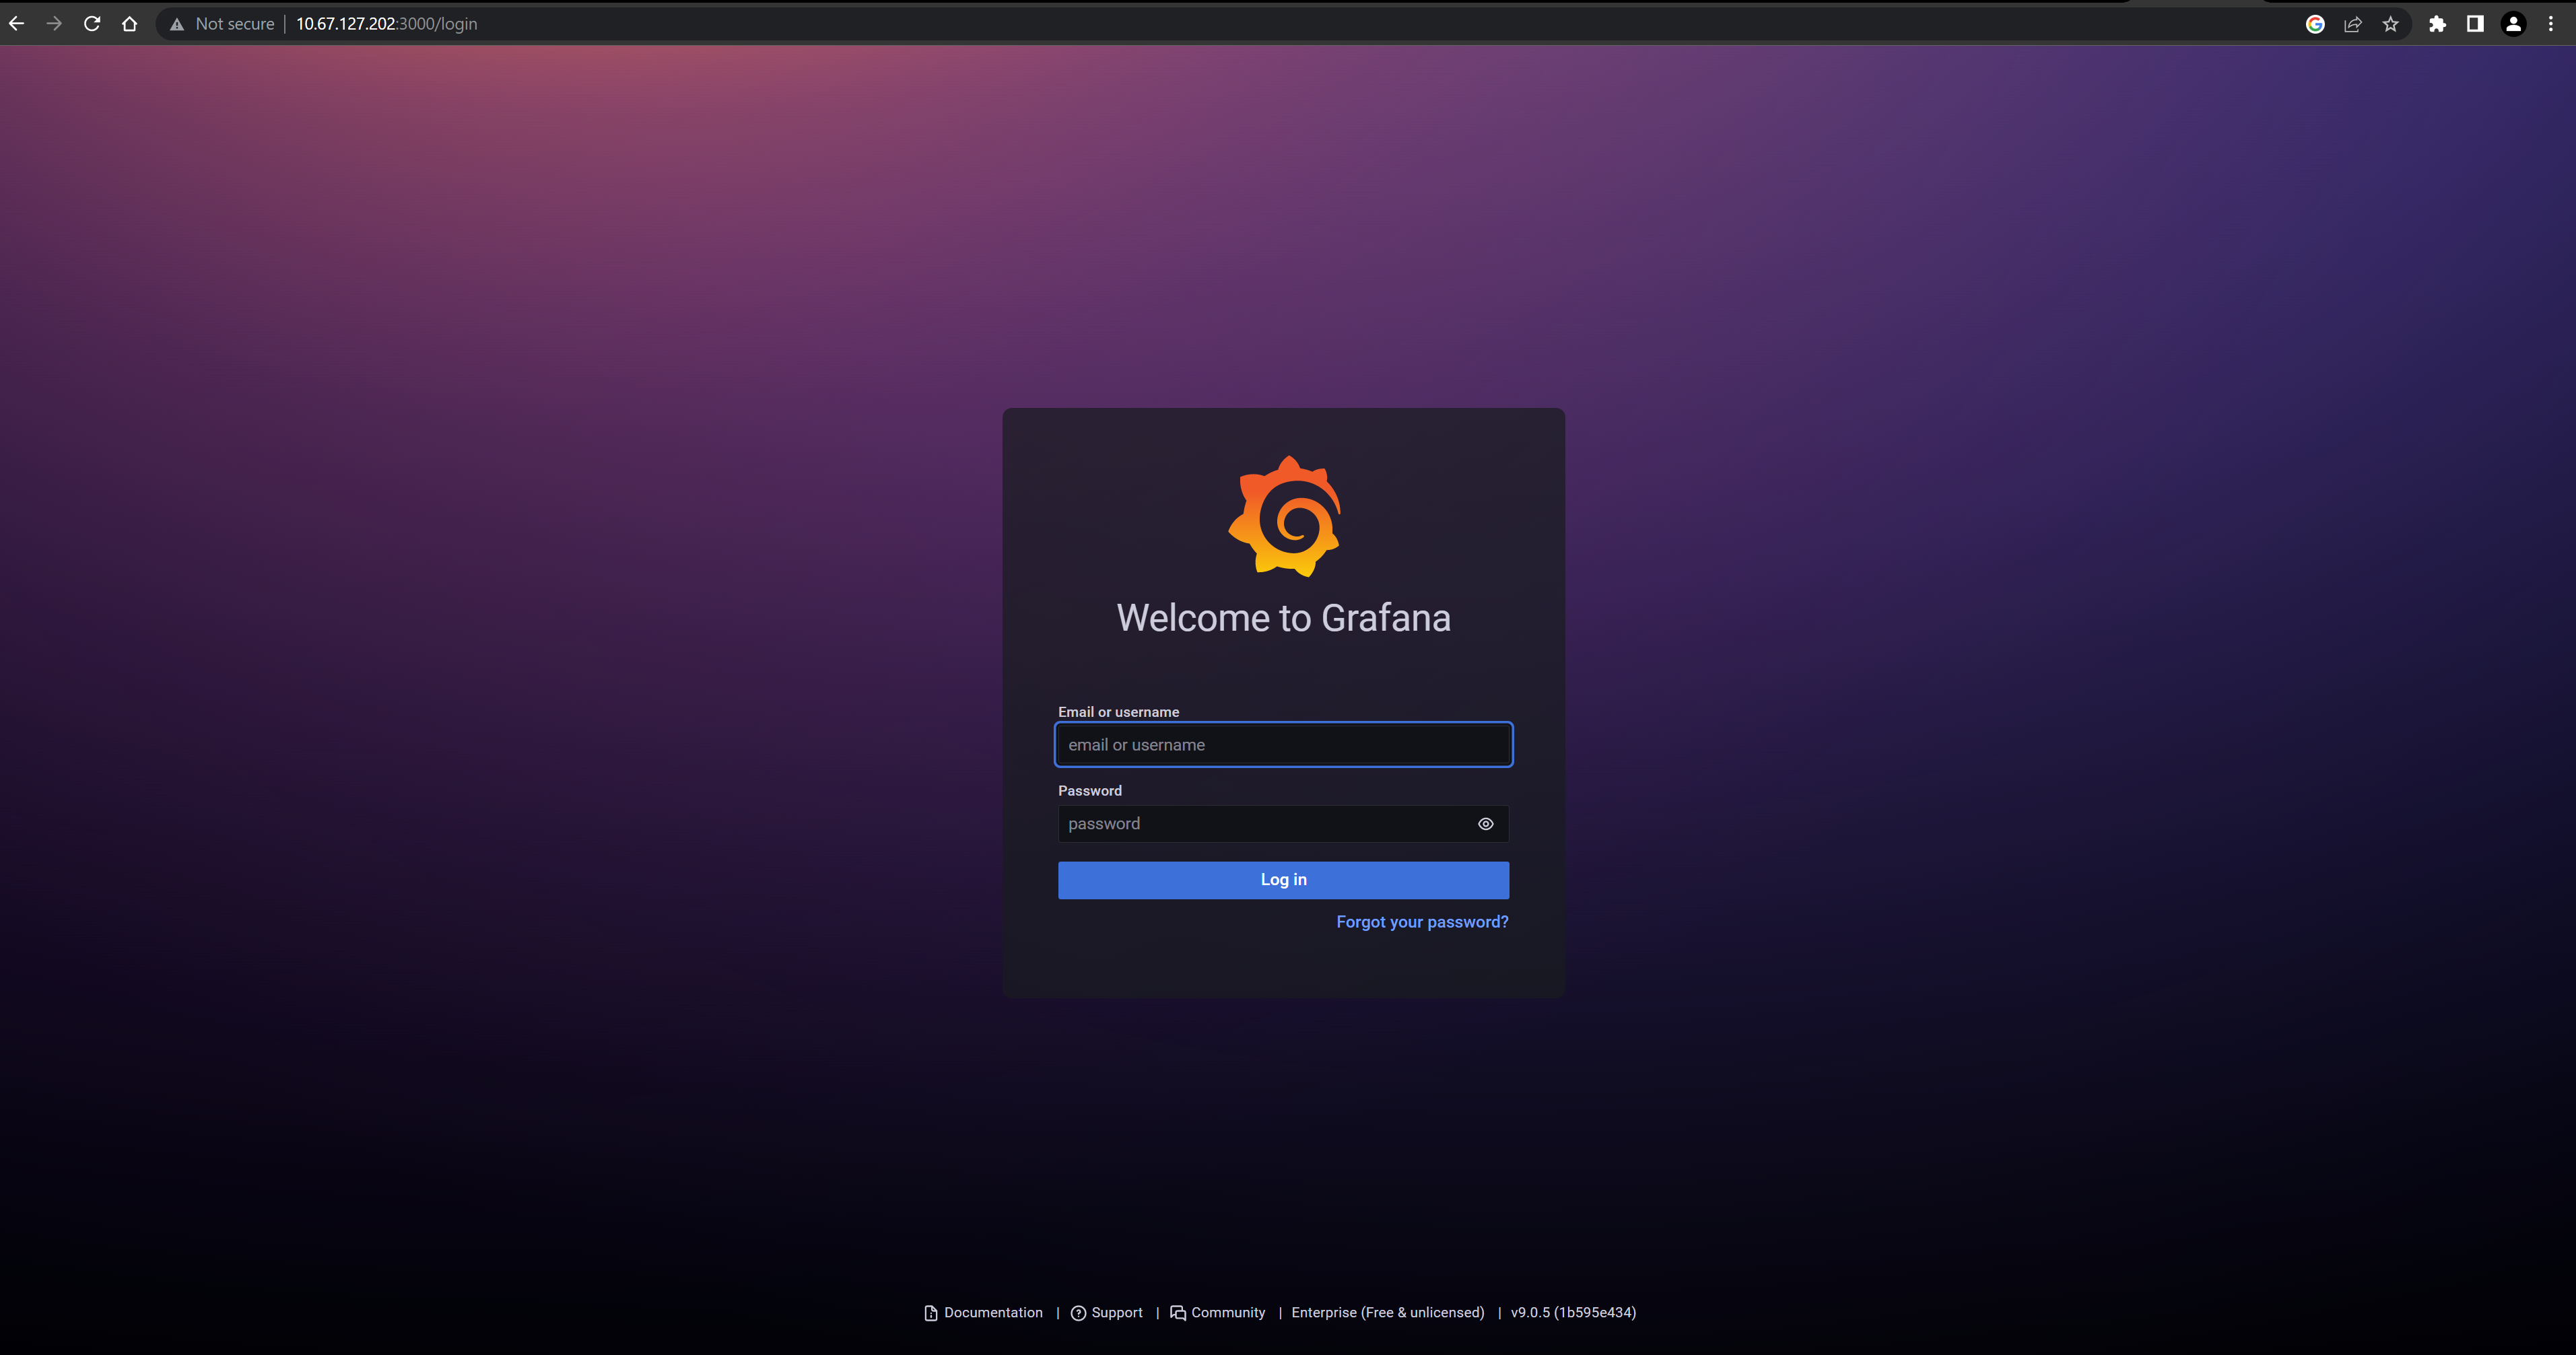 Not secure | 10.67.127.202:3000/login
Welcome to Grafana
Email or username
email or username
Password
password
Log in
Forgot your password?
Documentation | Support | Community | Enterprise (Free & unlicensed) | v9.0.5 (1b595e434)